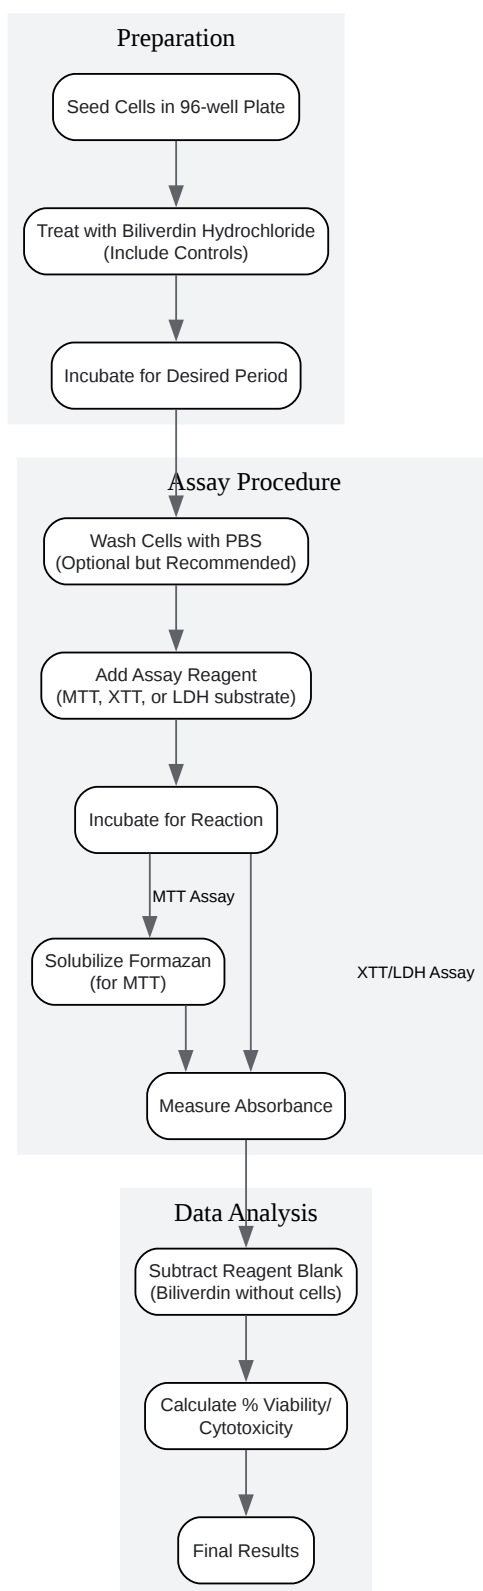 Preparation
Seed Cells in 96-well Plate
Treat with Biliverdin Hydrochloride
(Include Controls)
Incubate for Desired Period
Assay Procedure
Wash Cells with PBS
(Optional but Recommended)
Add Assay Reagent
(MTT, XTT, or LDH substrate)
Incubate for Reaction
MTT Assay
Solubilize Formazan
(for MTT)
XTT/LDH Assay
Measure Absorbance
Data Analysis
Subtract Reagent Blank
(Biliverdin without cells)
Calculate % Viability/
Cytotoxicity
Final Results